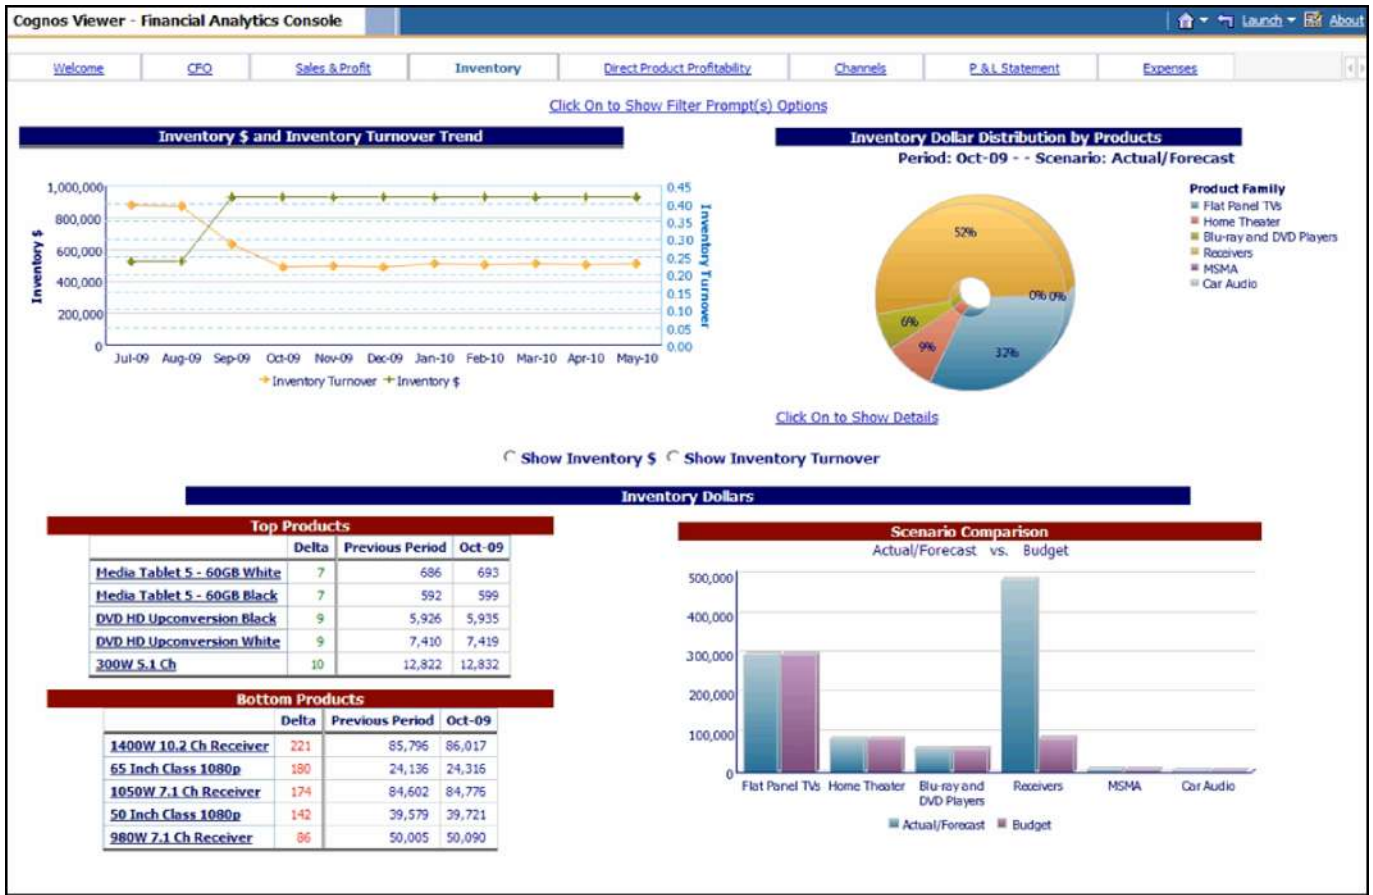 Cognos Viewer - Financial Analytics Console
Launch About
Welcome CFO Sales & Profit Inventory Direct Product Profitability Channels P & L Statement Expenses
Click On to Show Filter Prompt(s) Options
Inventory $ and Inventory Turnover Trend
1,000,000
800,000
600,000
400,000
200,000
0
Inventory $
0.45
0.40
0.35
0.30
0.25
0.20
0.15
0.10
0.05
0.00
Inventory Turnover
Jul-09 Aug-09 Sep-09 Oct-09 Nov-09 Dec-09 Jan-10 Feb-10 Mar-10 Apr-10 May-10
Inventory Turnover Inventory $
Inventory Dollar Distribution by Products
Period: Oct-09 - - Scenario: Actual/Forecast
52%
0% 0%
6%
9%
32%
Product Family
Flat Panel TVs
Home Theater
Blu-ray and DVD Players
Receivers
MSMA
Car Audio
Click On to Show Details
Show Inventory $ Show Inventory Turnover
Inventory Dollars
Top Products
Delta Previous Period Oct-09
Media Tablet 5 - 60GB White 7 686 693
Media Tablet 5 - 60GB Black 7 592 599
DVD HD Upconversion Black 9 5,926 5,935
DVD HD Upconversion White 9 7,410 7,419
300W 5.1 Ch 10 12,822 12,832
Bottom Products
Delta Previous Period Oct-09
1400W 10.2 Ch Receiver 221 85,796 86,017
65 Inch Class 1080p 180 24,136 24,316
1050W 7.1 Ch Receiver 174 84,602 84,776
50 Inch Class 1080p 142 39,579 39,721
980W 7.1 Ch Receiver 86 50,005 50,090
Scenario Comparison
Actual/Forecast vs. Budget
500,000
400,000
300,000
200,000
100,000
0
Flat Panel TVs Home Theater Blu-ray and Receivers MSMA Car Audio
DVD Players
Actual/Forecast Budget